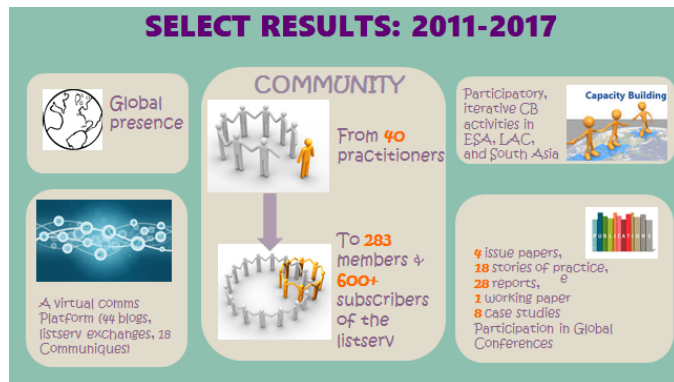 SELECT RESULTS: 2011-2017
Global
presence
COMMUNITY
From 40
practitioners
To 283
members &
600+
subscribers
of the
listserv
Participatory,
iterative CB
activities in
ESA, LAC,
and South Asia
Capacity Building
A virtual comms
Platform (44 blogs,
listserv exchanges, 18
Communiques)
PUBLICATIONS
4 issue papers,
18 stories of practice,
28 reports,
e
1 working paper
8 case studies
Participation in Global
Conferences